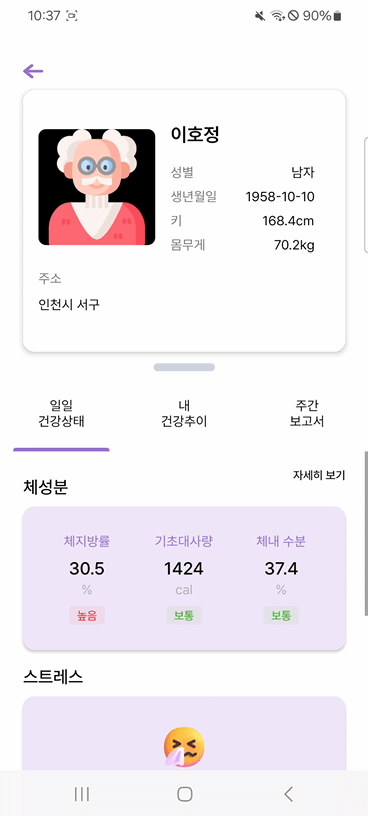 10:37
90%
이호정
성별 남자
생년월일 1958-10-10
키 168.4cm
몸무게 70.2kg
주소
인천시 서구
일일 내 주간
건강상태 건강추이 보고서
자세히 보기
체성분
체지방률 기초대사량 체내 수분
30.5 1424 37.4
% cal %
높음 보통 보통
스트레스